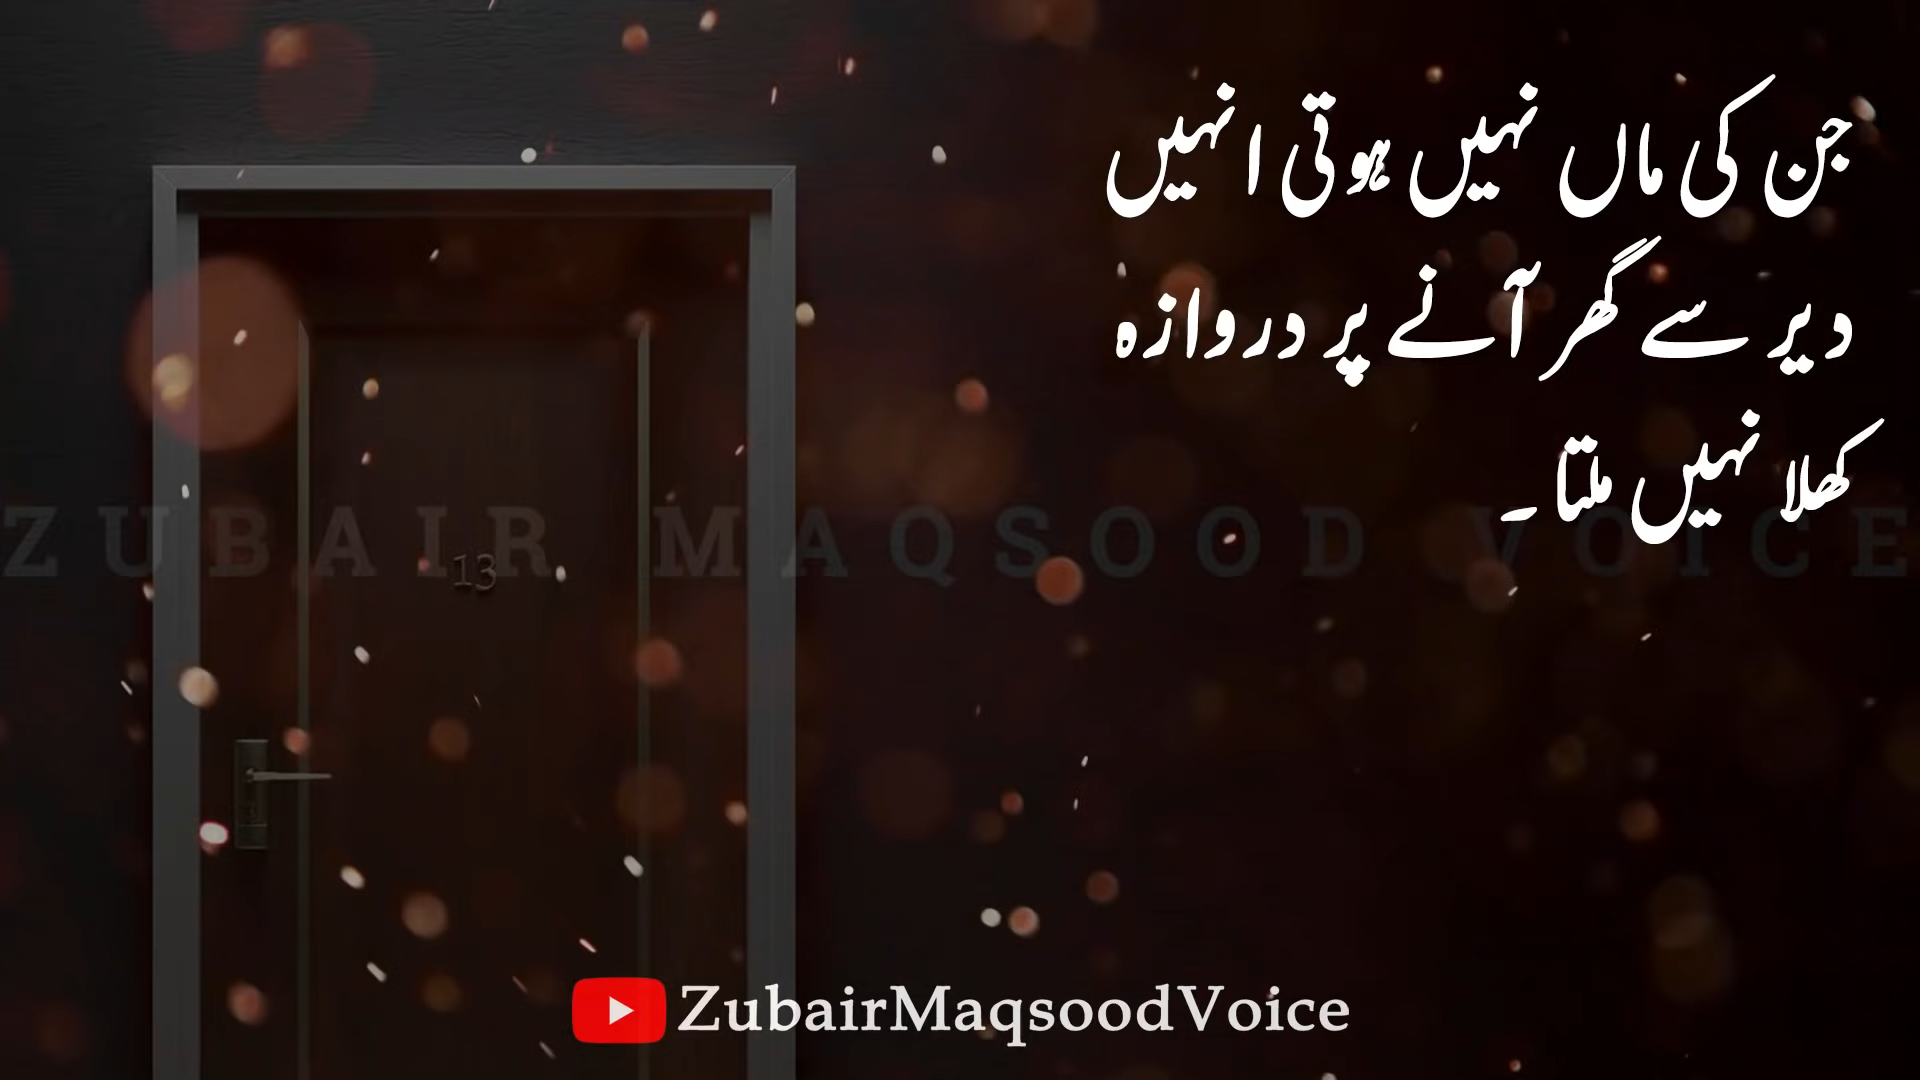 جن کی ماں نہیں ہوتی انہیں
دیر سے گھر آنے پر دروازہ
کھلا نہیں ملتا ۔
ZUBAIR MAQSOOD VOICE
13
ZubairMaqsoodVoice